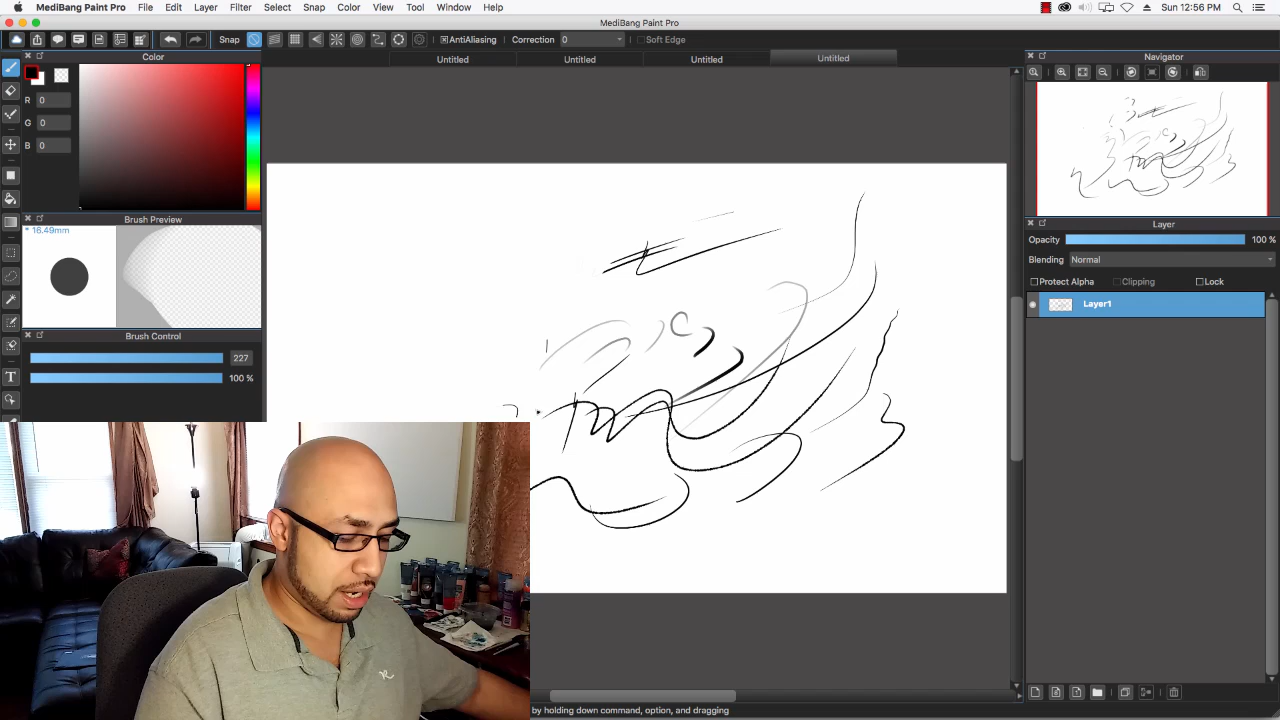 MediBang Paint Pro File Edit Layer Filter Select Snap Color View Tool Window Help Sun 12:56 PM
MediBang Paint Pro
Snap AntiAliasing Correction 0 Soft Edge
Color Untitled Untitled Untitled Untitled Navigator
R 0
G 0
B 0
Brush Preview
* 16.49mm
Layer
Opacity 100 %
Blending Normal
Protect Alpha Clipping Lock
Layer1
Brush Control
227
100 %
by holding down command, option, and dragging